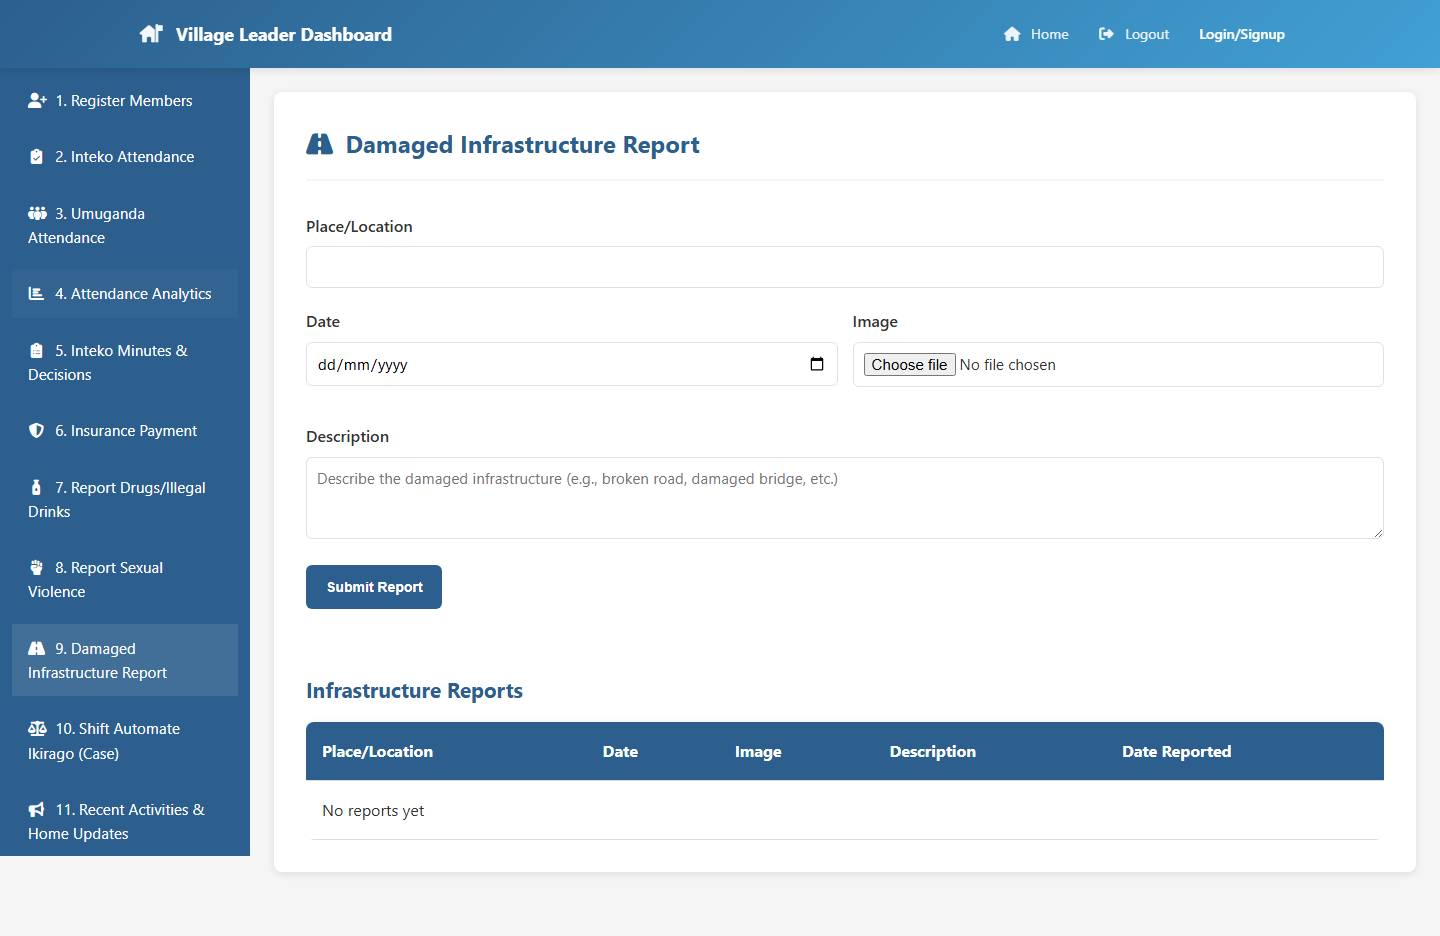 Village Leader Dashboard
Home
Logout
Login/Signup
1. Register Members
2. Inteko Attendance
3. Umuganda
Attendance
4. Attendance Analytics
5. Inteko Minutes &
Decisions
6. Insurance Payment
7. Report Drugs/Illegal
Drinks
8. Report Sexual
Violence
9. Damaged
Infrastructure Report
10. Shift Automate
Ikirago (Case)
11. Recent Activities &
Home Updates
Damaged Infrastructure Report
Place/Location
Date
Image
dd/mm/yyyy
Choose file No file chosen
Description
Describe the damaged infrastructure (e.g., broken road, damaged bridge, etc.)
Submit Report
Infrastructure Reports
Place/Location Date Image Description Date Reported
No reports yet